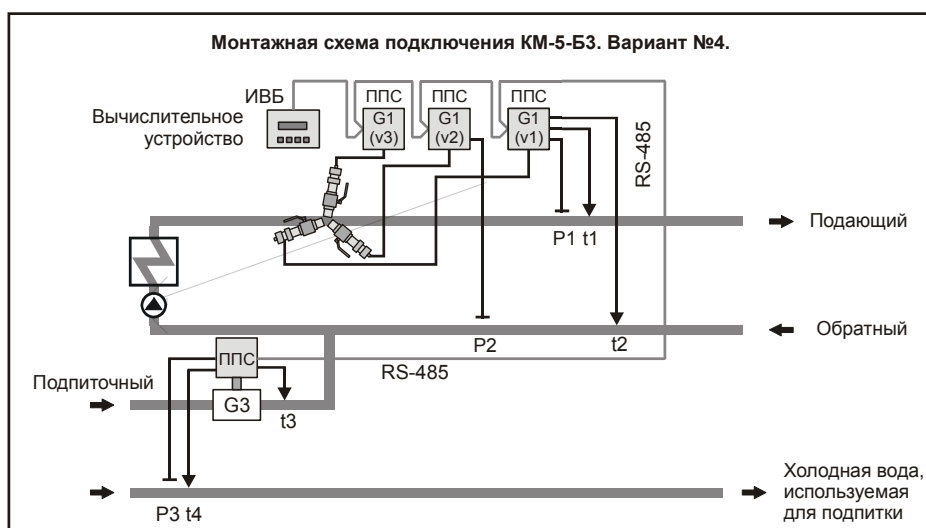 Монтажная схема подключения КМ-5-Б3. Вариант №4.
ИВБ
ППС
ППС
ППС
Вычислительное
устройство
G1
(v3)
G1
(v2)
G1
(v1)
RS-485
P1 t1
Подающий
P2
t2
Обратный
ППС
RS-485
Подпиточный
G3
t3
P3 t4
Холодная вода,
используемая
для подпитки